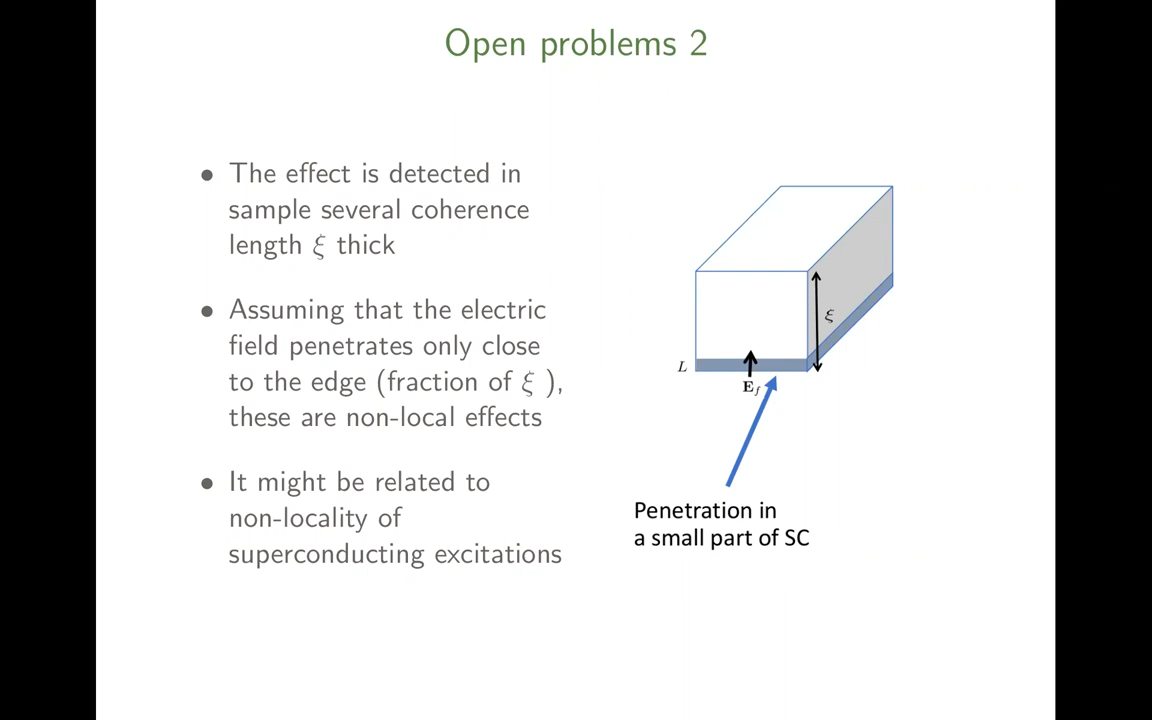 Open problems 2
• The effect is detected in
sample several coherence
length ξ thick
• Assuming that the electric
field penetrates only close
to the edge (fraction of ξ ),
these are non-local effects
• It might be related to
non-locality of
superconducting excitations
ξ
L
E_f
Penetration in
a small part of SC